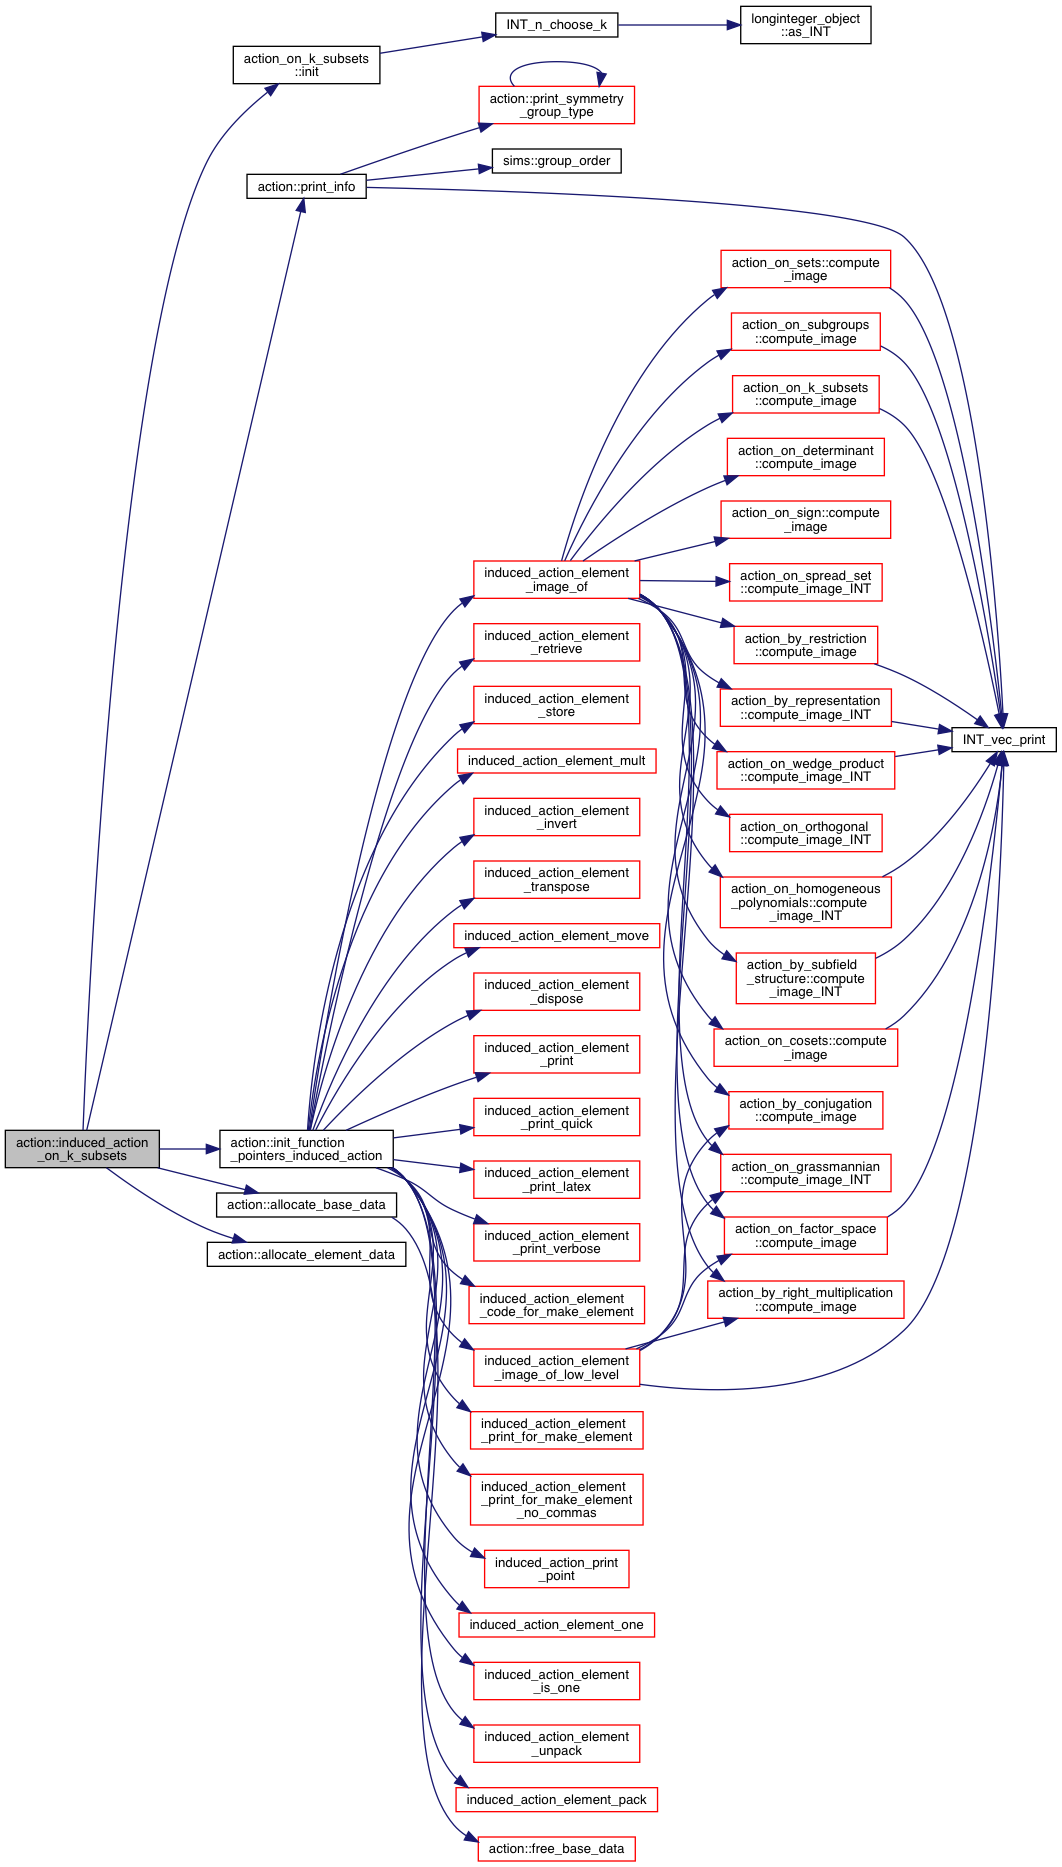 action::induced_action
_on_k_subsets
action_on_k_subsets
::init
INT_n_choose_k
longinteger_object
::as_INT
action::print_info
action::print_symmetry
_group_type
sims::group_order
INT_vec_print
action::init_function
_pointers_induced_action
action::allocate_base_data
action::allocate_element_data
induced_action_element
_image_of
induced_action_element
_retrieve
induced_action_element
_store
induced_action_element_mult
induced_action_element
_invert
induced_action_element
_transpose
induced_action_element_move
induced_action_element
_dispose
induced_action_element
_print
induced_action_element
_print_quick
induced_action_element
_print_latex
induced_action_element
_print_verbose
induced_action_element
_code_for_make_element
induced_action_element
_image_of_low_level
induced_action_element
_print_for_make_element
induced_action_element
_print_for_make_element
_no_commas
induced_action_print
_point
induced_action_element_one
induced_action_element
_is_one
induced_action_element
_unpack
induced_action_element_pack
action::free_base_data
action_on_sets::compute
_image
action_on_subgroups
::compute_image
action_on_k_subsets
::compute_image
action_on_determinant
::compute_image
action_on_sign::compute
_image
action_on_spread_set
::compute_image_INT
action_by_restriction
::compute_image
action_by_representation
::compute_image_INT
action_on_wedge_product
::compute_image_INT
action_on_orthogonal
::compute_image_INT
action_on_homogeneous
_polynomials::compute
_image_INT
action_by_subfield
_structure::compute
_image_INT
action_on_cosets::compute
_image
action_by_conjugation
::compute_image
action_on_grassmannian
::compute_image_INT
action_on_factor_space
::compute_image
action_by_right_multiplication
::compute_image